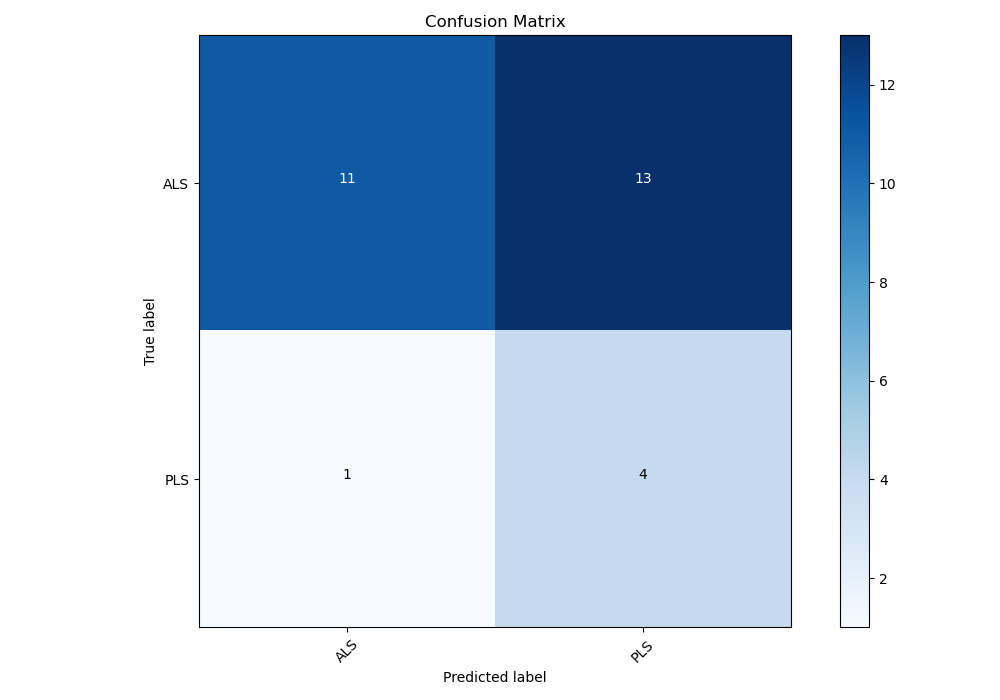 Confusion Matrix
ALS
11
13
12
10
8
6
4
2
True label
PLS
1
4
ALS
PLS
Predicted label